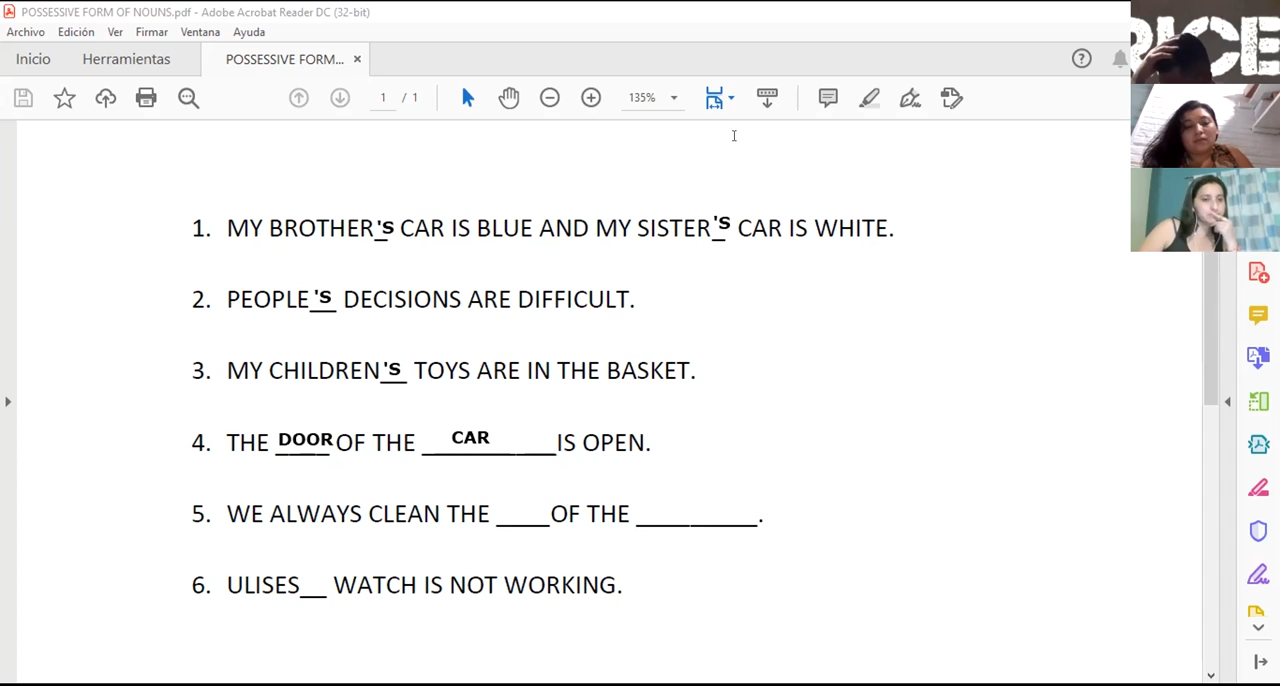 POSSESSIVE FORM OF NOUNS.pdf - Adobe Acrobat Reader DC (32-bit)
Archivo Edición Ver Firmar Ventana Ayuda
Inicio Herramientas POSSESSIVE FORM... ×
1 / 1 135%
1. MY BROTHER'S CAR IS BLUE AND MY SISTER'S CAR IS WHITE.
2. PEOPLE'S DECISIONS ARE DIFFICULT.
3. MY CHILDREN'S TOYS ARE IN THE BASKET.
4. THE DOOR OF THE CAR IS OPEN.
5. WE ALWAYS CLEAN THE ____ OF THE _________.
6. ULISES__ WATCH IS NOT WORKING.